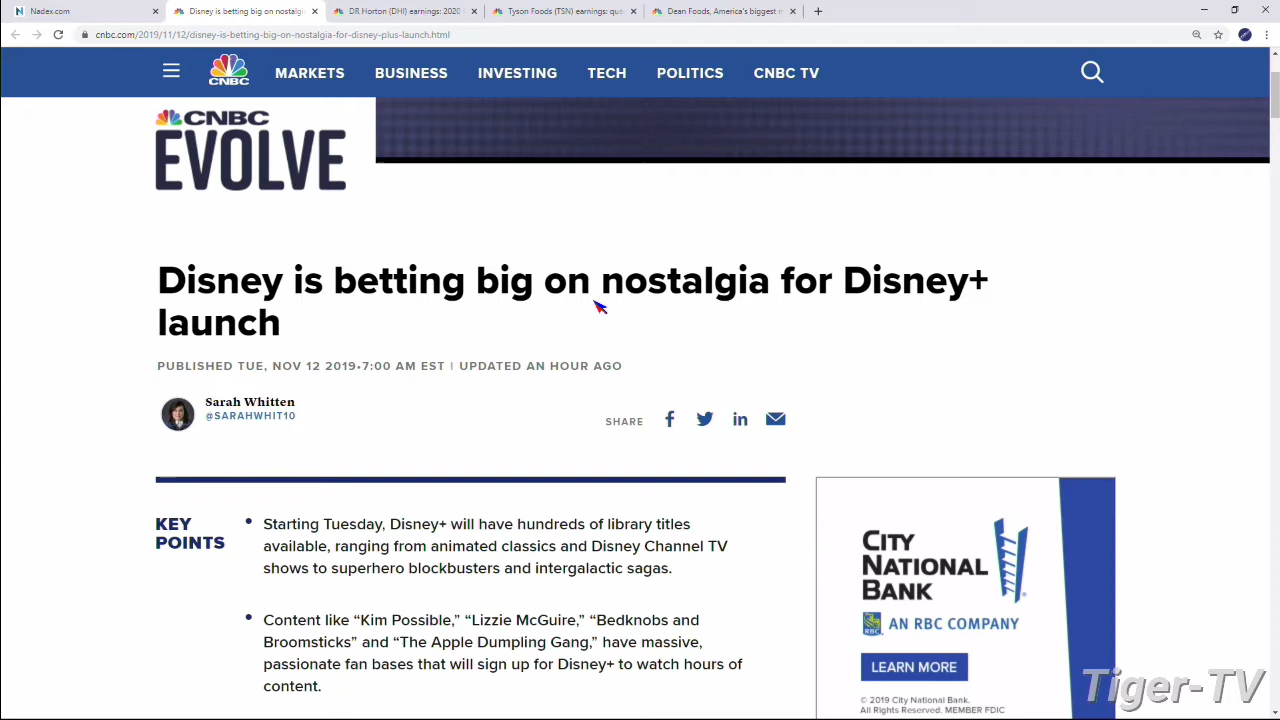 Nadex.com
Disney is betting big on nostalgi
DR Horton (DHI) earnings: 2020
Tyson Foods (TSN) earnings: qua
Dean Foods, America's biggest m
cnbc.com/2019/11/12/disney-is-betting-big-on-nostalgia-for-disney-plus-launch.html
CNBC
MARKETS BUSINESS INVESTING TECH POLITICS CNBC TV
CNBC
EVOLVE
Disney is betting big on nostalgia for Disney+
launch
PUBLISHED TUE, NOV 12 2019•7:00 AM EST | UPDATED AN HOUR AGO
Sarah Whitten
@SARAHWHIT10
SHARE
KEY
POINTS
• Starting Tuesday, Disney+ will have hundreds of library titles
available, ranging from animated classics and Disney Channel TV
shows to superhero blockbusters and intergalactic sagas.
• Content like “Kim Possible,” “Lizzie McGuire,” “Bedknobs and
Broomsticks” and “The Apple Dumpling Gang,” have massive,
passionate fan bases that will sign up for Disney+ to watch hours of
content.
CITY
NATIONAL
BANK
RBC
AN RBC COMPANY
LEARN MORE
© 2019 City National Bank.
All Rights Reserved. MEMBER FDIC
Tiger-TV